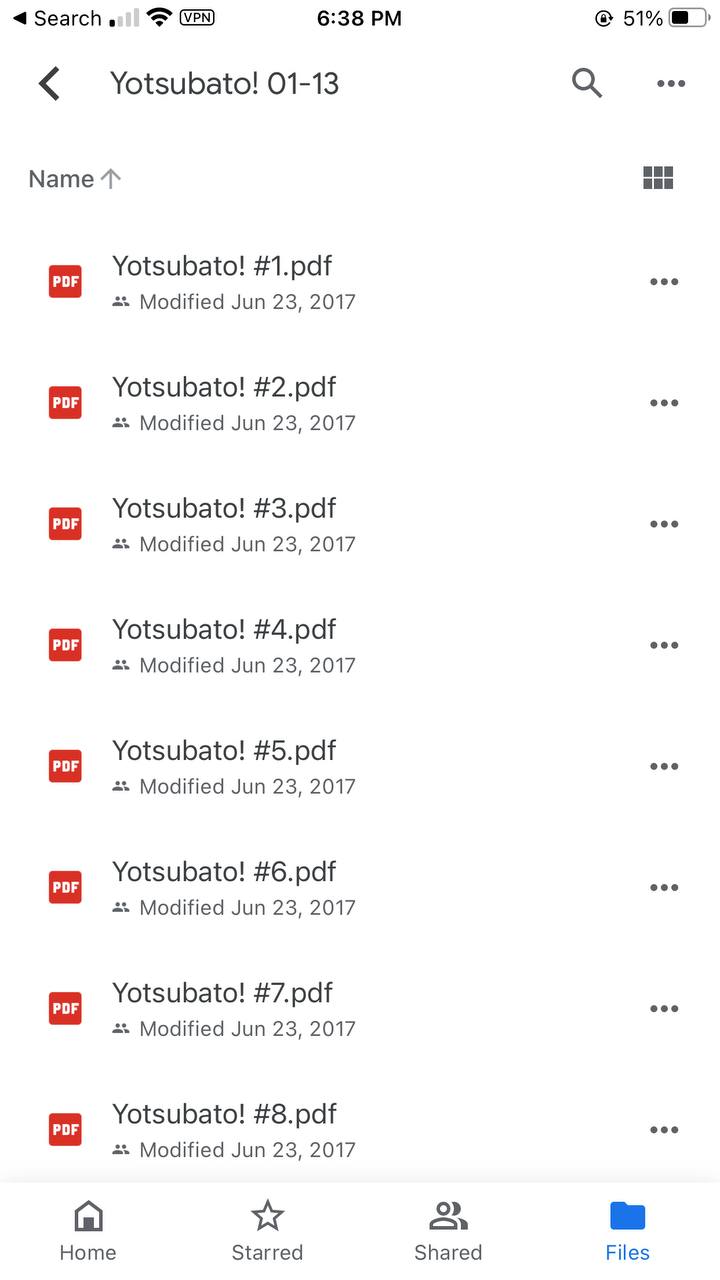 Search VPN 6:38 PM 51%
Yotsubato! 01-13
Name
PDF Yotsubato! #1.pdf
Modified Jun 23, 2017
PDF Yotsubato! #2.pdf
Modified Jun 23, 2017
PDF Yotsubato! #3.pdf
Modified Jun 23, 2017
PDF Yotsubato! #4.pdf
Modified Jun 23, 2017
PDF Yotsubato! #5.pdf
Modified Jun 23, 2017
PDF Yotsubato! #6.pdf
Modified Jun 23, 2017
PDF Yotsubato! #7.pdf
Modified Jun 23, 2017
PDF Yotsubato! #8.pdf
Modified Jun 23, 2017
Home Starred Shared Files